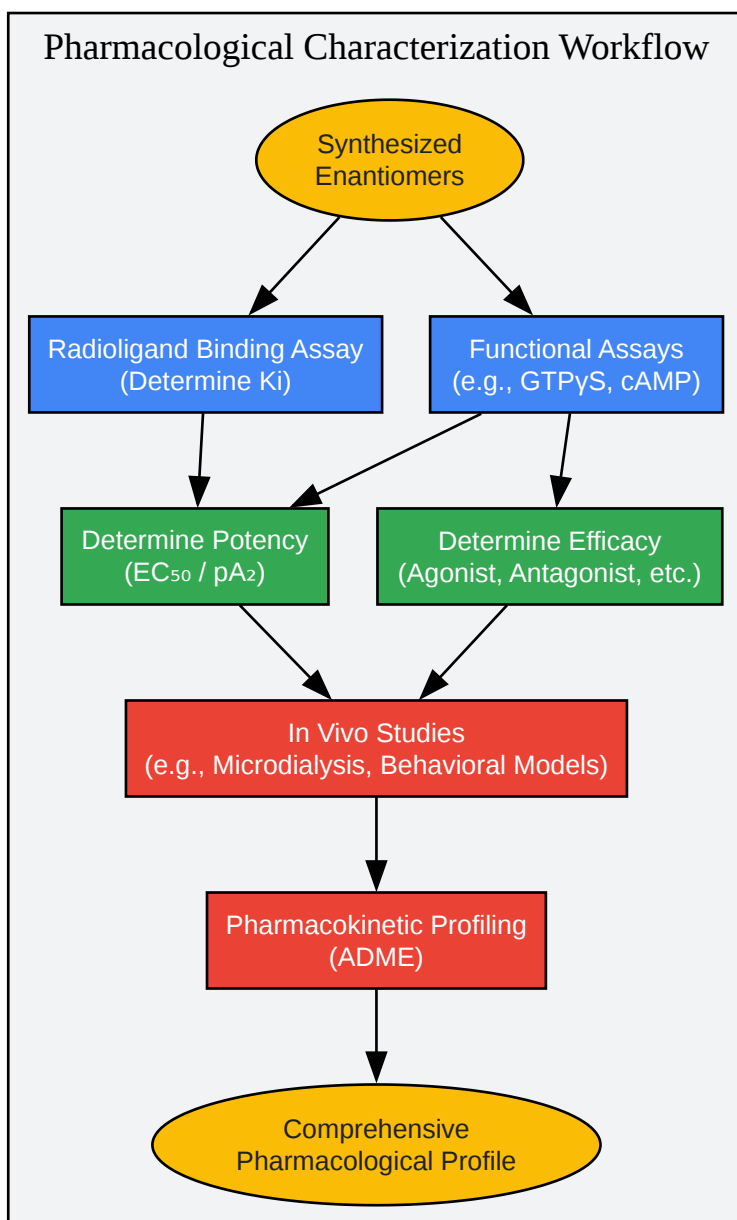 Pharmacological Characterization Workflow
Synthesized
Enantiomers
Radioligand Binding Assay
(Determine Ki)
Functional Assays
(e.g., GTPγS, cAMP)
Determine Potency
(EC₅₀ / pA₂)
Determine Efficacy
(Agonist, Antagonist, etc.)
In Vivo Studies
(e.g., Microdialysis, Behavioral Models)
Pharmacokinetic Profiling
(ADME)
Comprehensive
Pharmacological Profile